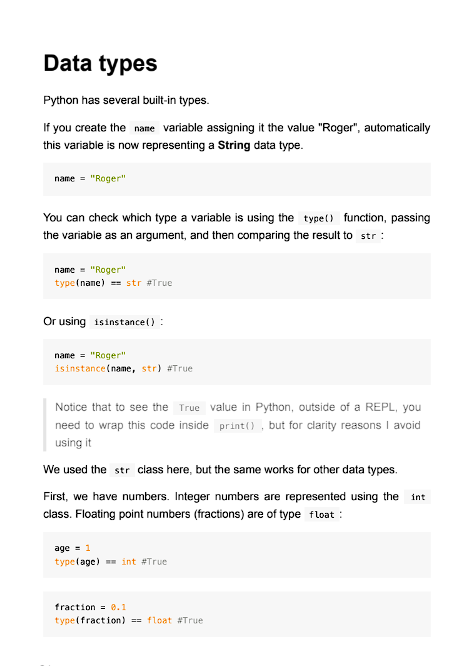 Data types
Python has several built-in types.
If you create the name variable assigning it the value "Roger", automatically
this variable is now representing a String data type.
name = "Roger"
You can check which type a variable is using the type() function, passing
the variable as an argument, and then comparing the result to str :
name = "Roger"
type(name) == str #True
Or using isinstance() :
name = "Roger"
isinstance(name, str) #True
Notice that to see the True value in Python, outside of a REPL, you
need to wrap this code inside print() , but for clarity reasons I avoid
using it
We used the str class here, but the same works for other data types.
First, we have numbers. Integer numbers are represented using the int
class. Floating point numbers (fractions) are of type float :
age = 1
type(age) == int #True
fraction = 0.1
type(fraction) == float #True